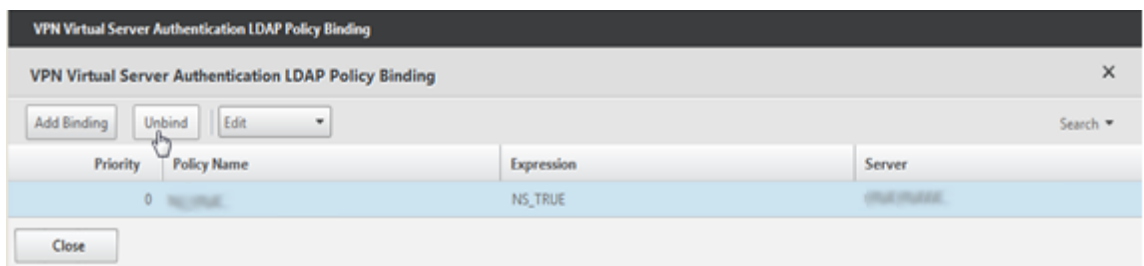 VPN Virtual Server Authentication LDAP Policy Binding
VPN Virtual Server Authentication LDAP Policy Binding ×
Add Binding Unbind Edit Search
Priority Policy Name Expression Server
0 NS_TRUE
Close